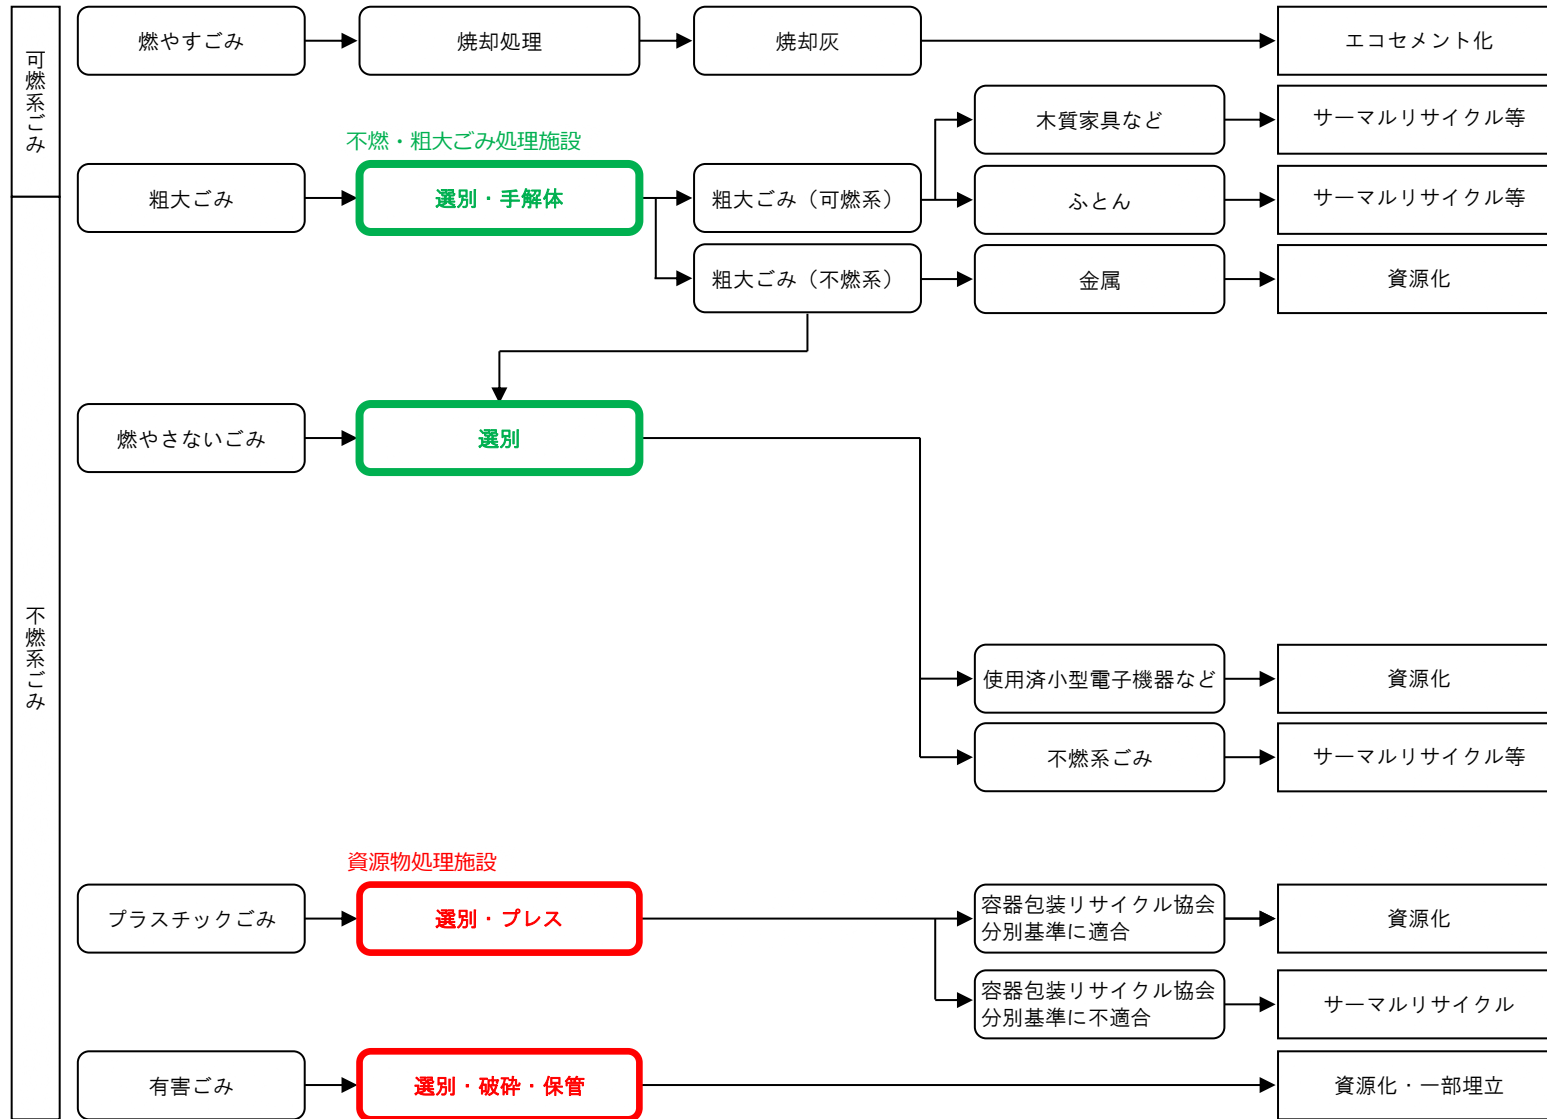 可燃系ごみ
燃やすごみ
焼却処理
焼却灰
エコセメント化
木質家具など
サーマルリサイクル等
不燃・粗大ごみ処理施設
粗大ごみ
選別・手解体
粗大ごみ（可燃系）
ふとん
サーマルリサイクル等
粗大ごみ（不燃系）
金属
資源化
不燃系ごみ
燃やさないごみ
選別
使用済小型電子機器など
資源化
不燃系ごみ
サーマルリサイクル等
資源物処理施設
プラスチックごみ
選別・プレス
容器包装リサイクル協会
分別基準に適合
資源化
容器包装リサイクル協会
分別基準に不適合
サーマルリサイクル
有害ごみ
選別・破砕・保管
資源化・一部埋立